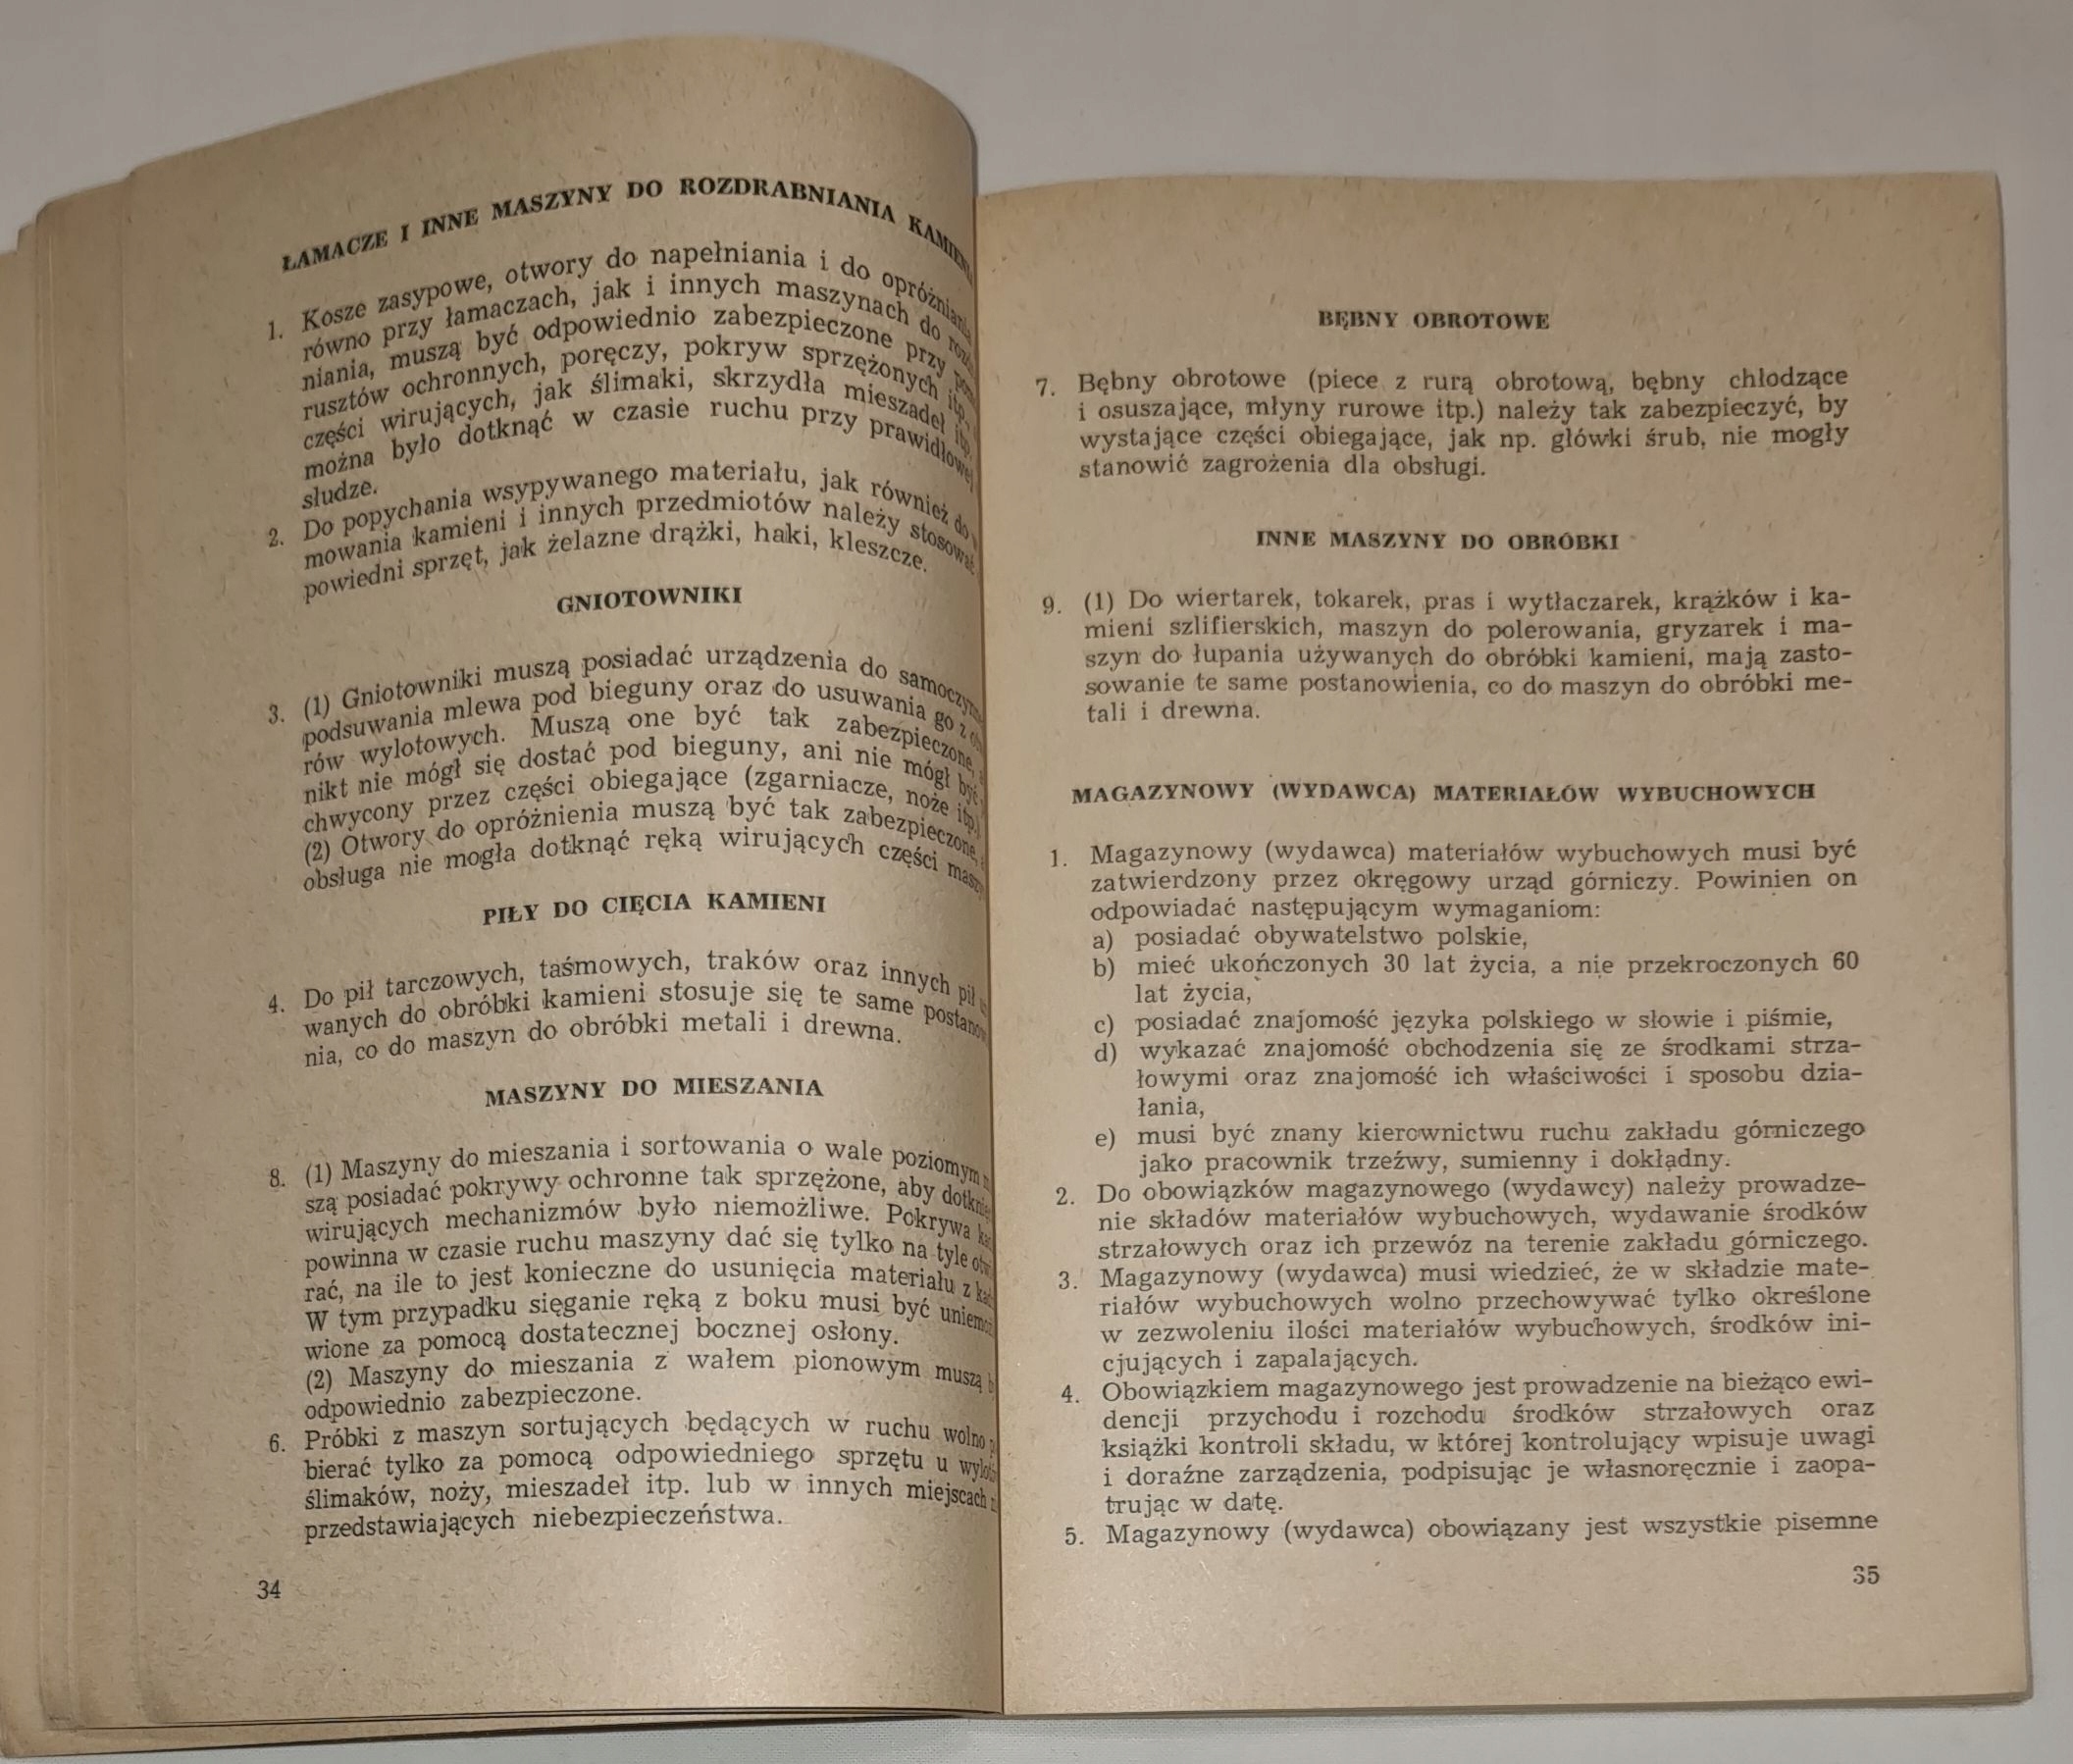 ŁAMACZE I INNE MASZYNY DO ROZDRABNIANIA
1. Kosze zasypowe, otwory do napełniania i do opróżniania
równo przy łamaczach, jak i innych maszynach do
niania, muszą być odpowiednio zabezpieczone przy
rusztów ochronnych, poręczy, pokryw sprzężonych itp.
części wirujących, jak ślimaki, skrzydła mieszadeł itp.
można było dotknąć w czasie ruchu przy prawidłowej
słudze.
2. Do popychania wsypywanego materiału, jak również do
mowania kamieni i innych przedmiotów należy stosować
powiedni sprzęt, jak żelazne drążki, haki, kleszcze.
GNIOTOWNIKI
3. (1) Gniotowniki muszą posiadać urządzenia do
podsuwania mlewa pod bieguny oraz do usuwania go z
rów wylotowych. Muszą one być tak zabezpieczone,
nikt nie mógł się dostać pod bieguny, ani nie mógł być
chwycony przez części obiegające (zgarniacze, noże itp.)
(2) Otwory do opróżnienia muszą być tak zabezpieczone,
obsługa nie mogła dotknąć ręką wirujących części
PIŁY DO CIĘCIA KAMIENI
4. Do pił tarczowych, taśmowych, traków oraz innych pił
wanych do obróbki kamieni stosuje się te same
nia, co do maszyn do obróbki metali i drewna.
MASZYNY DO MIESZANIA
8. (1) Maszyny do mieszania i sortowania o wale poziomym
szą posiadać pokrywy ochronne tak sprzężone, aby
wirujących mechanizmów było niemożliwe. Pokrywa
powinna w czasie ruchu maszyny dać się tylko na tyle
rać, na ile to jest konieczne do usunięcia materiału z
W tym przypadku sięganie ręką z boku musi być
wione za pomocą dostatecznej bocznej osłony.
(2) Maszyny do mieszania z wałem pionowym muszą
odpowiednio zabezpieczone.
6. Próbki z maszyn sortujących będących w ruchu wolno
bierać tylko za pomocą odpowiedniego sprzętu u
ślimaków, noży, mieszadeł itp. lub w innych miejscach
przedstawiających niebezpieczeństwa.
34
BĘBNY OBROTOWE
7. Bębny obrotowe (piece z rurą obrotową, bębny chłodzące
i osuszające, młyny rurowe itp.) należy tak zabezpieczyć, by
wystające części obiegające, jak np. główki śrub, nie mogły
stanowić zagrożenia dla obsługi.
INNE MASZYNY DO OBRÓBKI
9. (1) Do wiertarek, tokarek, pras i wytłaczarek, krążków i ka-
mieni szlifierskich, maszyn do polerowania, gryzarek i ma-
szyn do łupania używanych do obróbki kamieni, mają zasto-
sowanie te same postanowienia, co do maszyn do obróbki me-
tali i drewna.
MAGAZYNOWY (WYDAWCA) MATERIAŁÓW WYBUCHOWYCH
1. Magazynowy (wydawca) materiałów wybuchowych musi być
zatwierdzony przez okręgowy urząd górniczy. Powinien on
odpowiadać następującym wymaganiom:
a) posiadać obywatelstwo polskie,
b) mieć ukończonych 30 lat życia, a nie przekroczonych 60
lat życia,
c) posiadać znajomość języka polskiego w słowie i piśmie,
d) wykazać znajomość obchodzenia się ze środkami strza-
łowymi oraz znajomość ich właściwości i sposobu dzia-
łania,
e) musi być znany kierownictwu ruchu zakładu górniczego
jako pracownik trzeźwy, sumienny i dokładny.
2. Do obowiązków magazynowego (wydawcy) należy prowadze-
nie składów materiałów wybuchowych, wydawanie środków
strzałowych oraz ich przewóz na terenie zakładu górniczego.
3. Magazynowy (wydawca) musi wiedzieć, że w składzie mate-
riałów wybuchowych wolno przechowywać tylko określone
w zezwoleniu ilości materiałów wybuchowych, środków ini-
cjujących i zapalających.
4. Obowiązkiem magazynowego jest prowadzenie na bieżąco ewi-
dencji przychodu i rozchodu środków strzałowych oraz
książki kontroli składu, w której kontrolujący wpisuje uwagi
i doraźne zarządzenia, podpisując je własnoręcznie i zaopa-
trując w datę.
5. Magazynowy (wydawca) obowiązany jest wszystkie pisemne
35